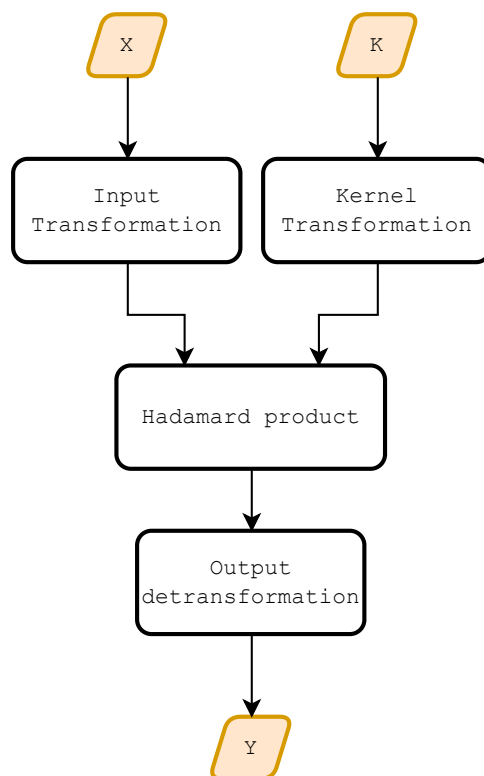 X
K
Input
Transformation
Kernel
Transformation
Hadamard product
Output
detransformation
Y